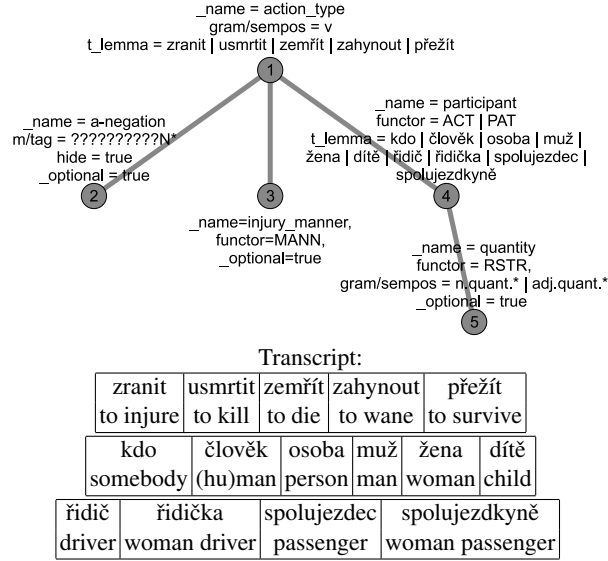 _name = action_type
gram/sempos = v
t_lemma = zranit | usmrtit | zemřít | zahynout | přežít
1
_name = a-negation
m/tag = ??????????N*
hide = true
_optional = true
2
3
_name=injury_manner,
functor=MANN,
_optional=true
_name = participant
functor = ACT | PAT
t_lemma = kdo | člověk | osoba | muž |
žena | dítě | řidič | řidička | spolujezdec |
spolujezdkyně
4
_name = quantity
functor = RSTR,
gram/sempos = n.quant.* | adj.quant.*
_optional = true
5
Transcript:
zranit usmrtit zemřít zahynout přežít
to injure to kill to die to wane to survive
kdo člověk osoba muž žena dítě
somebody (hu)man person man woman child
řidič řidička spolujezdec spolujezdkyně
driver woman driver passenger woman passenger